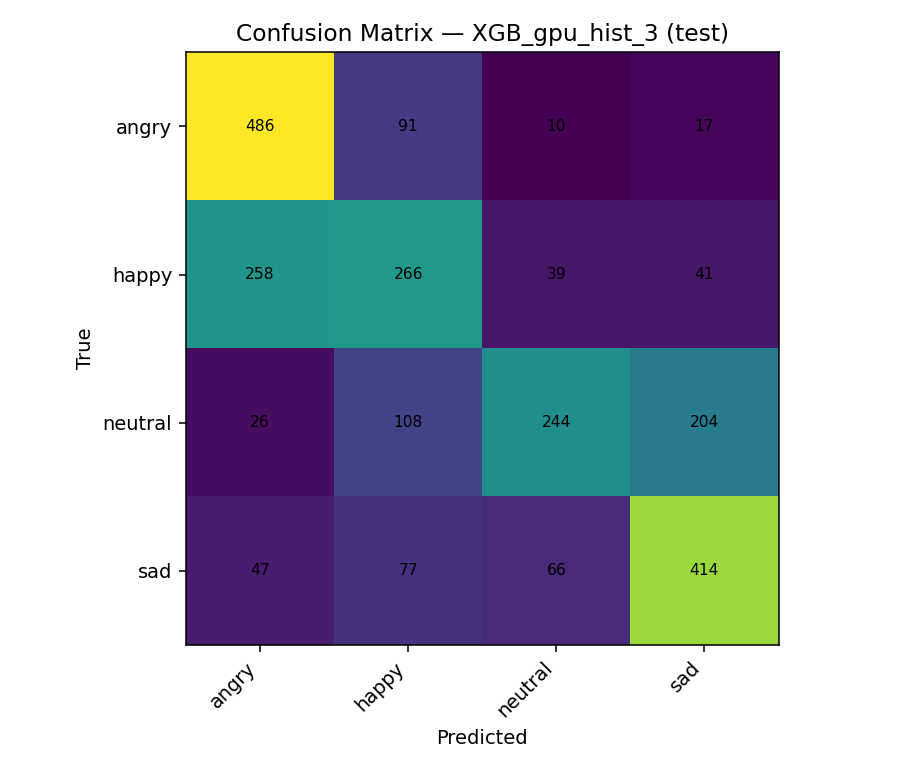 Confusion Matrix — XGB_gpu_hist_3 (test)
angry 486 91 10 17
happy 258 266 39 41
True
neutral 26 108 244 204
sad 47 77 66 414
angry happy neutral sad
Predicted